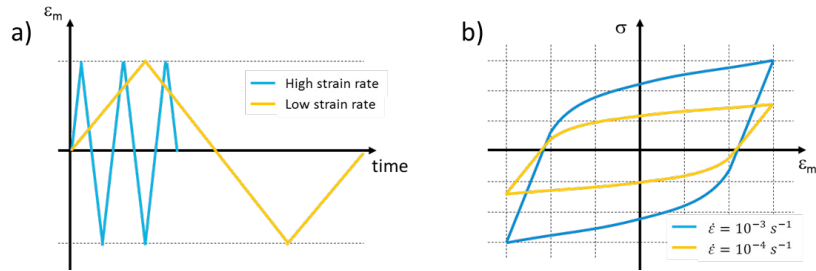 a)
εₘ
High strain rate
Low strain rate
time
b)
σ
εₘ
ε̇ = 10⁻³ s⁻¹
ε̇ = 10⁻⁴ s⁻¹